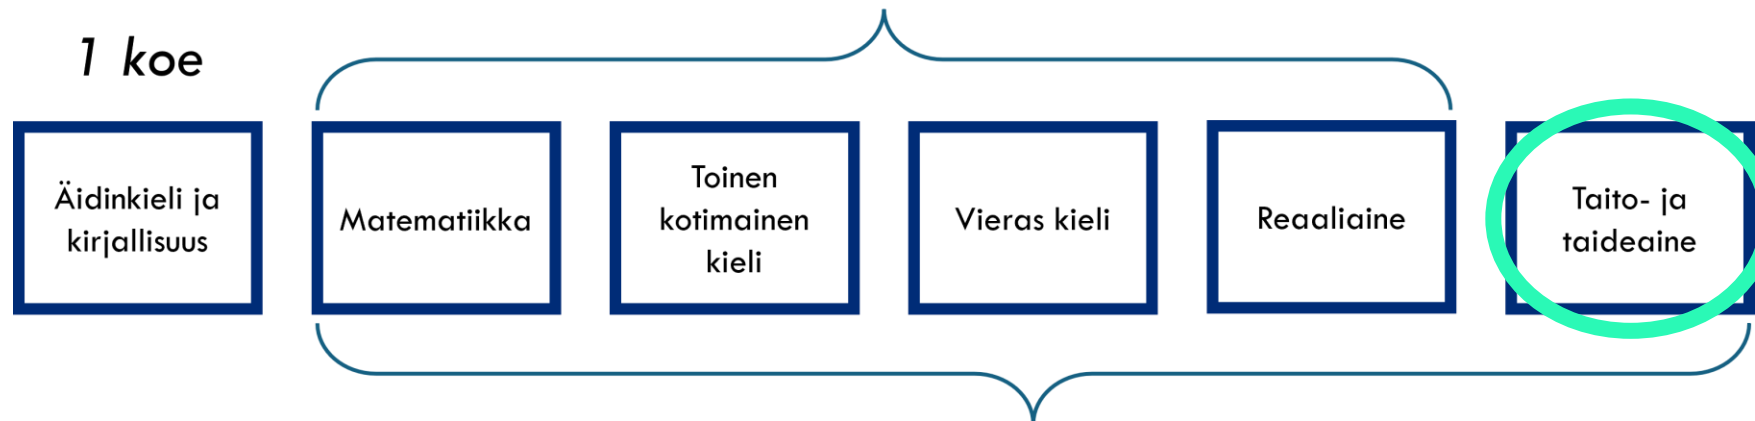 1 koe
Äidinkieli ja
kirjallisuus
Matematiikka
Toinen
kotimainen
kieli
Vieras kieli
Reaaliaine
Taito- ja
taideaine